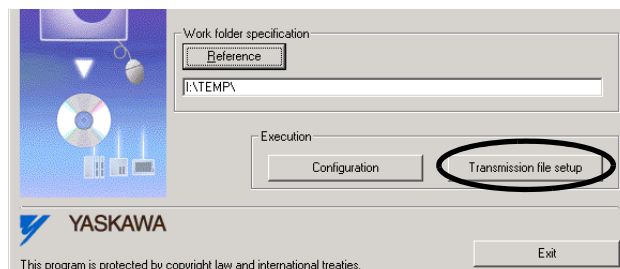 Work folder specification
Reference
I:\TEMP\
Execution
Configuration Transmission file setup
YASKAWA
Exit
This program is protected by copyright law and international treaties.